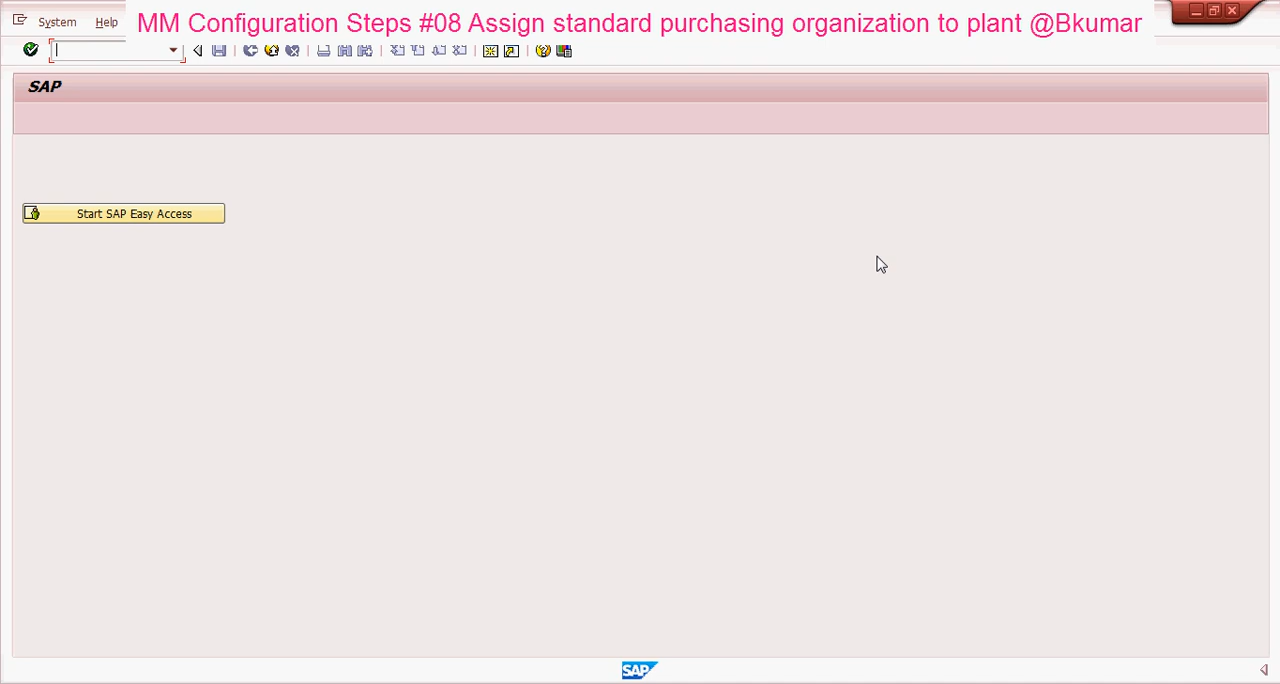 MM Configuration Steps #08 Assign standard purchasing organization to plant @Bkumar
System Help
SAP
Start SAP Easy Access
SAP